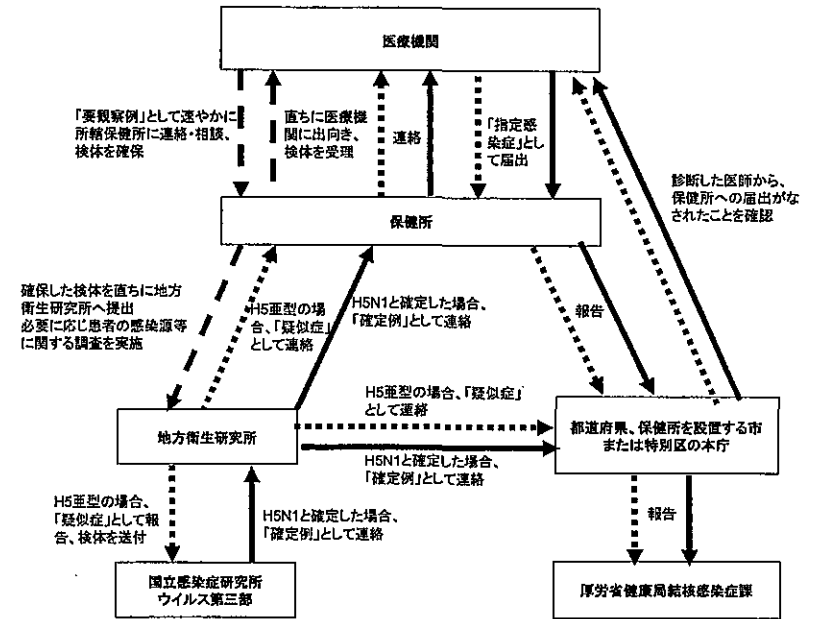 医療機関
「要観察例」として速やかに
所轄保健所に連絡・相談、
検体を確保
直ちに医療機
関に出向き、
検体を受理
連絡
「指定感
染症」とし
て届出
診断した医師から、
保健所への届出がな
されたことを確認
保健所
確保した検体を直ちに地方
衛生研究所へ提出
必要に応じ患者の感染源等
に関する調査を実施
H5亜型の場
合、「疑似症」
として連絡
H5N1と確定した場合、
「確定例」として連絡
報告
H5亜型の場合、「疑似症」
として連絡
地方衛生研究所
都道府県、保健所を設置する市
または特別区の本庁
H5N1と確定した場合、
「確定例」として連絡
H5亜型の場合、
「疑似症」として報
告、検体を送付
H5N1と確定した場合、
「確定例」として連絡
報告
国立感染症研究所
ウイルス第三部
厚労省健康局結核感染症課